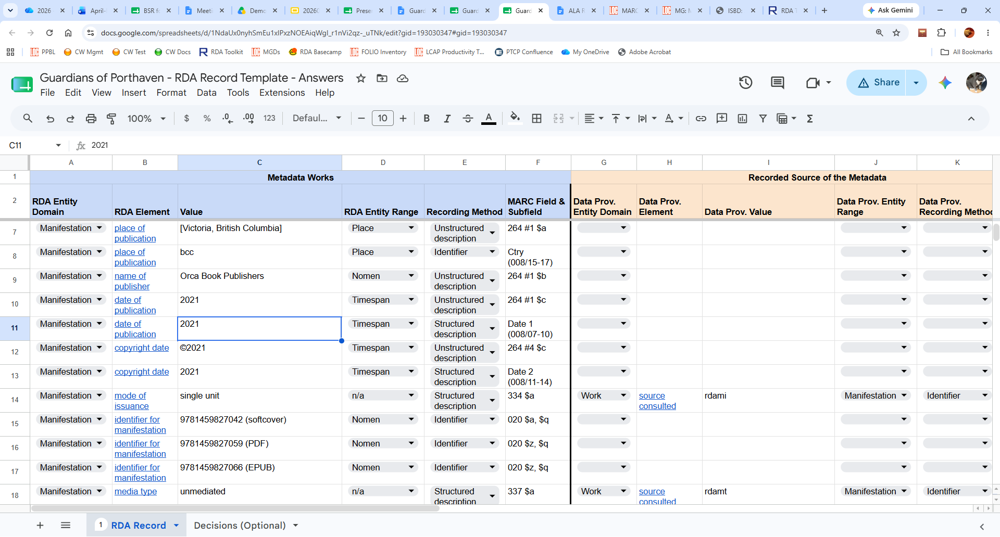 2026
April-
BSR fo
Meeti
Demo
2026C
Prese
Guard
Guard
Guard
ALA R
MARC
MG: M
ISBD:
RDA T
Ask Gemini
docs.google.com/spreadsheets/d/1NdaUx0nyhSmEu1xlPxzNOEAiqWgl_r1nVi2qz-_uTNk/edit?gid=193030347#gid=193030347
PPBL
CW Mgmt
CW Test
CW Docs
RDA Toolkit
MGDs
RDA Basecamp
FOLIO Inventory
LCAP Productivity T...
PTCP Confluence
My OneDrive
Adobe Acrobat
All Bookmarks
Guardians of Porthaven - RDA Record Template - Answers
File Edit View Insert Format Data Tools Extensions Help
Share
100% $ % .0 .00 123 Defaul... 10 B I A
C11 fx 2021
A B C D E F G H I J K
1 Metadata Works Recorded Source of the Metadata
2 RDA Entity Domain RDA Element Value RDA Entity Range Recording Method MARC Field & Subfield Data Prov. Entity Domain Data Prov. Element Data Prov. Value Data Prov. Entity Range Data Prov. Recording Method
7 Manifestation place of publication [Victoria, British Columbia] Place Unstructured description 264 #1 $a
8 Manifestation place of publication bcc Place Identifier Ctry (008/15-17)
9 Manifestation name of publisher Orca Book Publishers Nomen Unstructured description 264 #1 $b
10 Manifestation date of publication 2021 Timespan Unstructured description 264 #1 $c
11 Manifestation date of publication 2021 Timespan Structured description Date 1 (008/07-10)
12 Manifestation copyright date ©2021 Timespan Unstructured description 264 #4 $c
13 Manifestation copyright date 2021 Timespan Structured description Date 2 (008/11-14)
14 Manifestation mode of issuance single unit n/a Structured description 334 $a Work source consulted rdami Manifestation Identifier
15 Manifestation identifier for manifestation 9781459827042 (softcover) Nomen Identifier 020 $a, $q
16 Manifestation identifier for manifestation 9781459827059 (PDF) Nomen Identifier 020 $z, $q
17 Manifestation identifier for manifestation 9781459827066 (EPUB) Nomen Identifier 020 $z, $q
18 Manifestation media type unmediated n/a Structured description 337 $a Work source consulted rdamt Manifestation Identifier
1 RDA Record Decisions (Optional)